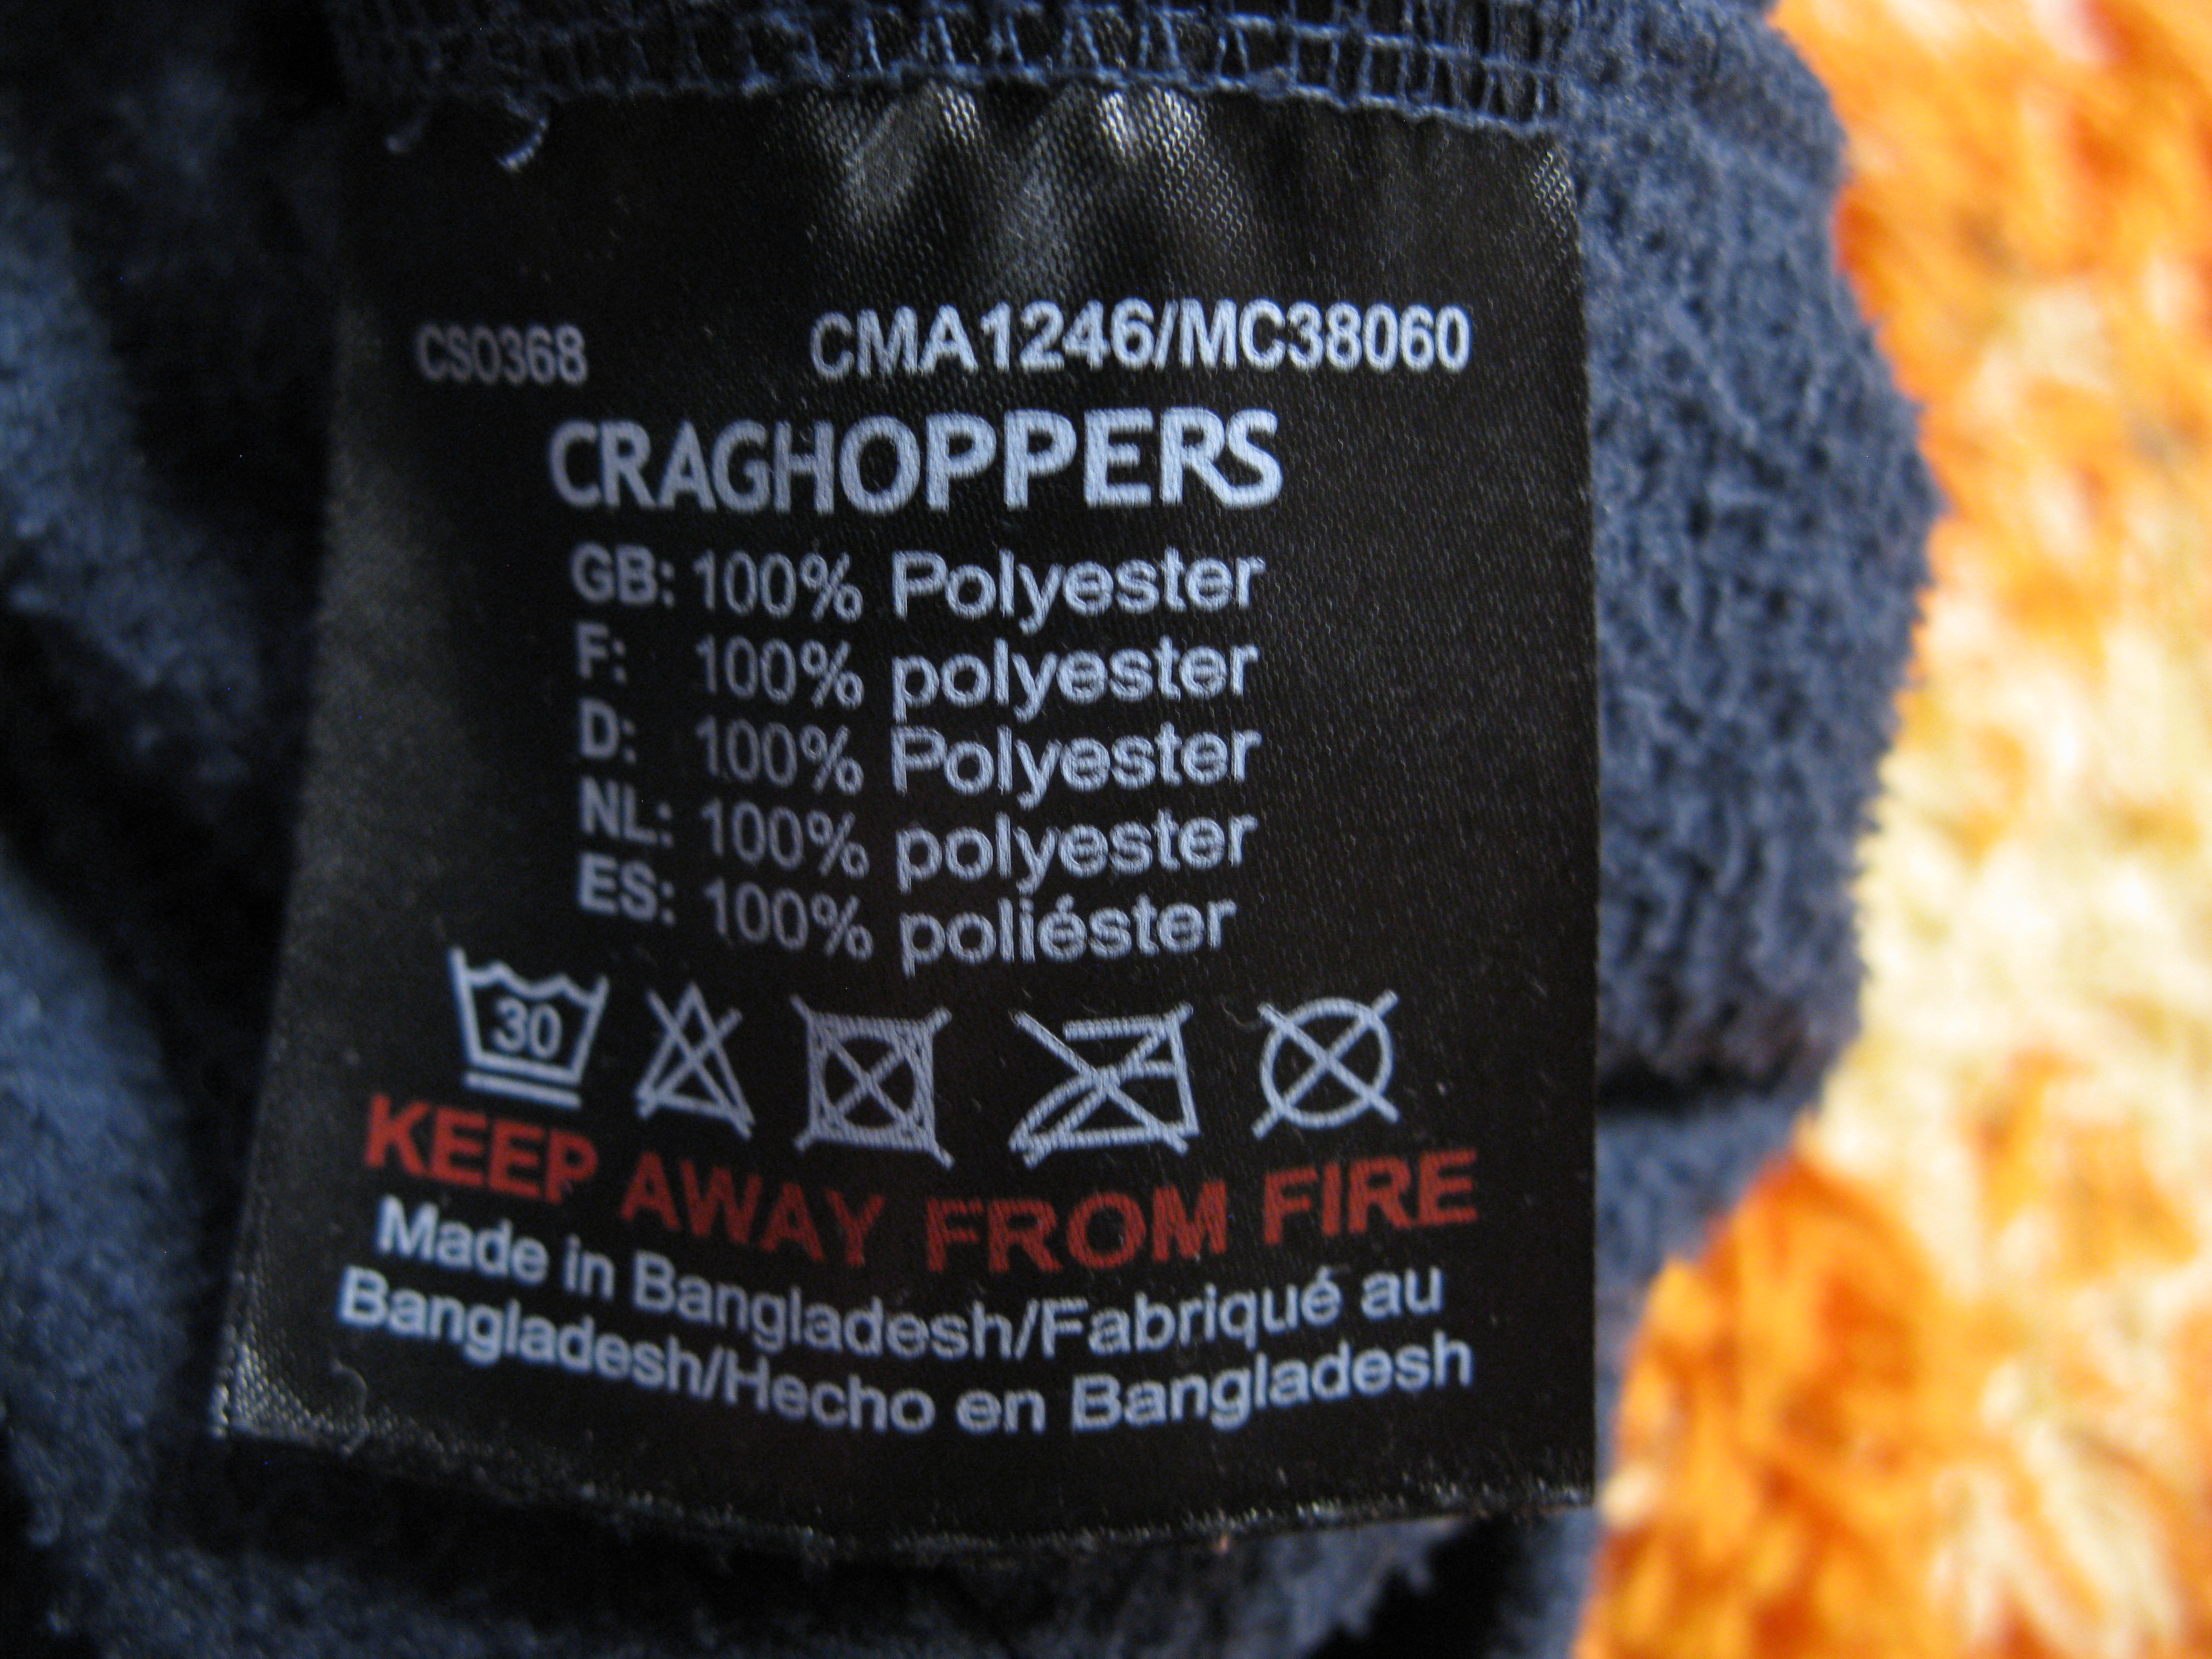 CS0368 CMA1246/MC38060
CRAGHOPPERS
GB: 100% Polyester
F: 100% polyester
D: 100% Polyester
NL: 100% polyester
ES: 100% poliéster
30
KEEP AWAY FROM FIRE
Made in Bangladesh/Fabriqué au
Bangladesh/Hecho en Bangladesh